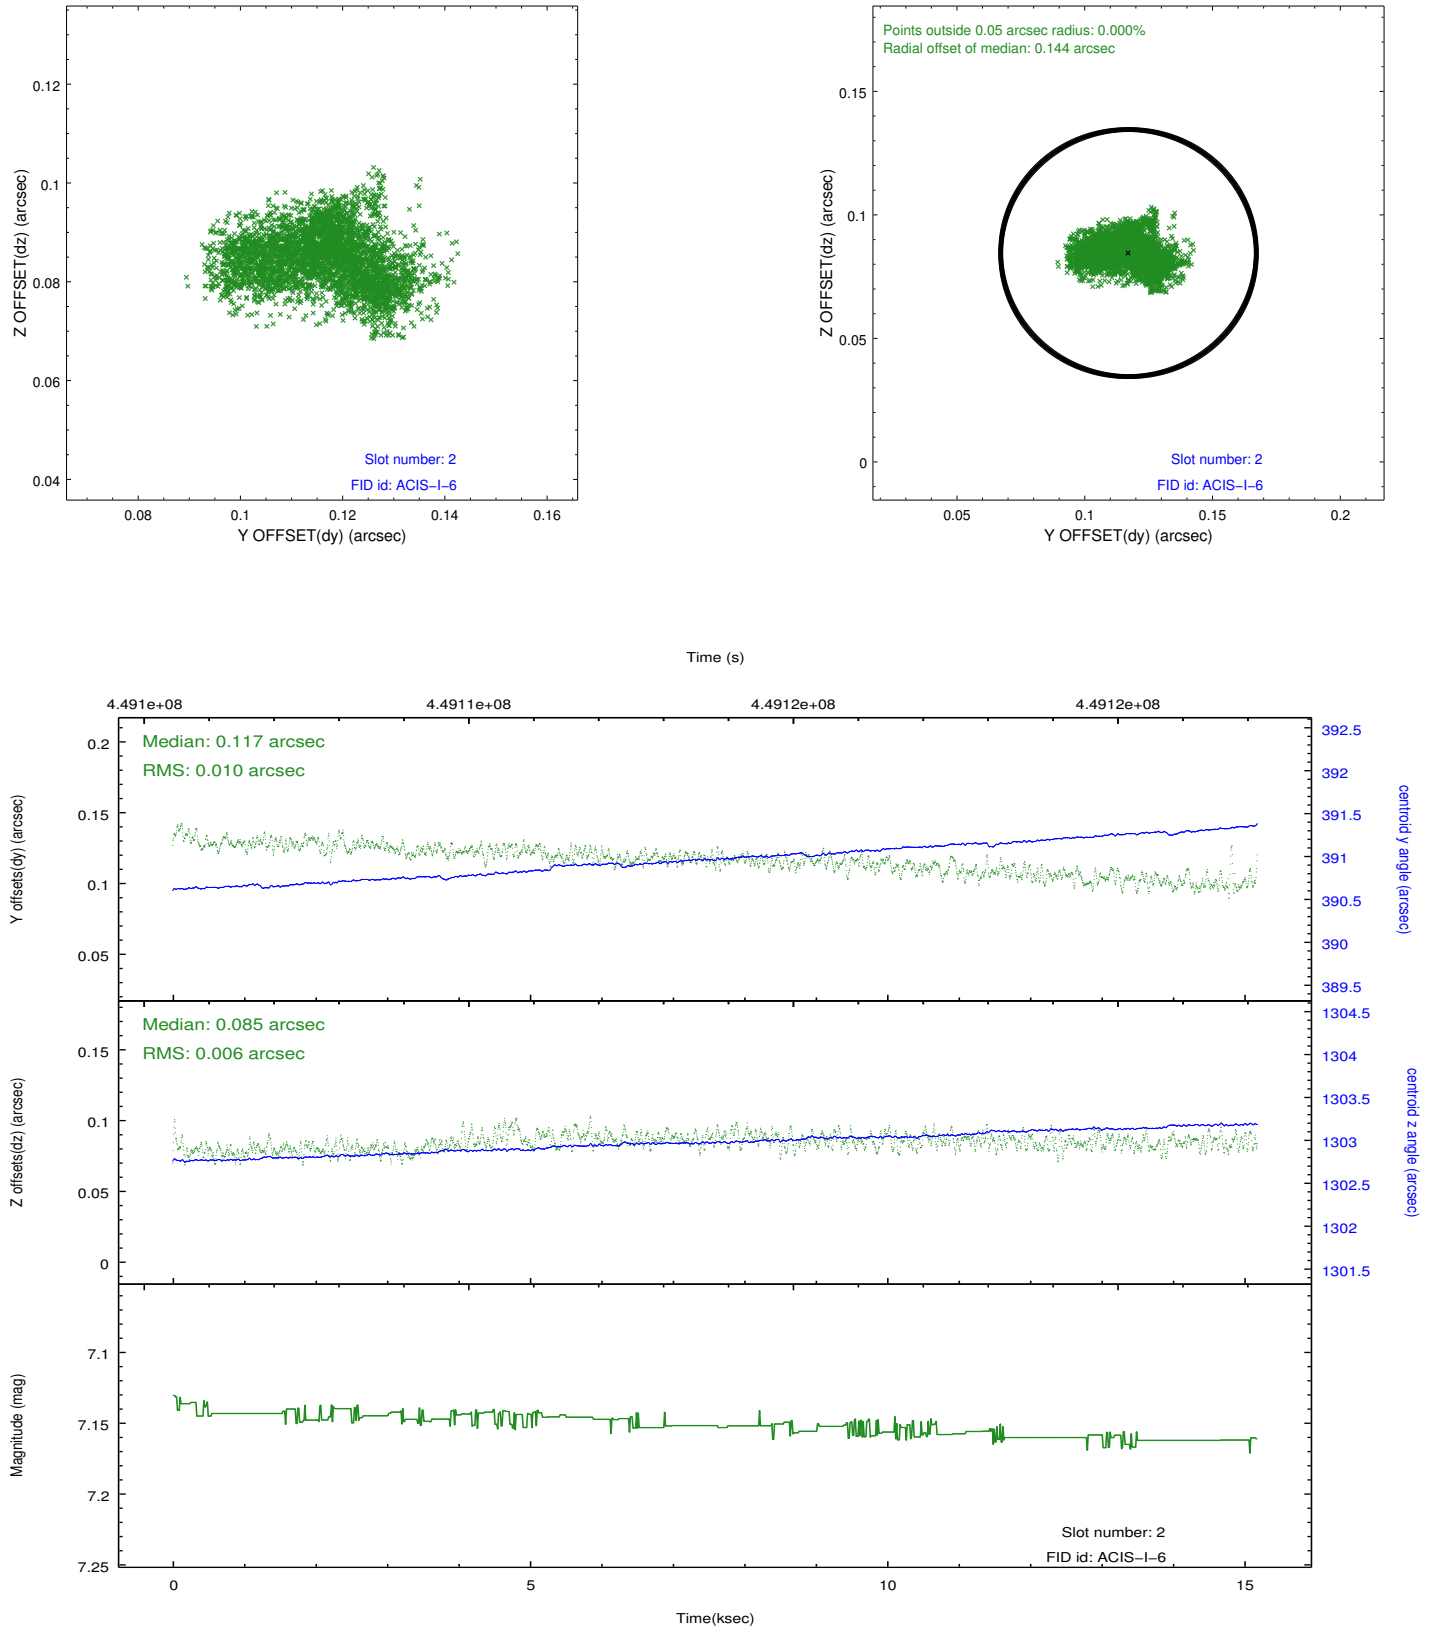 0.12
0.1
0.08
0.06
0.04
Z OFFSET(dz) (arcsec)
Slot number: 2
FID id: ACIS-I-6
0.08 0.1 0.12 0.14 0.16
Y OFFSET(dy) (arcsec)
Points outside 0.05 arcsec radius: 0.000%
Radial offset of median: 0.144 arcsec
0.15
0.1
0.05
0
Z OFFSET(dz) (arcsec)
Slot number: 2
FID id: ACIS-I-6
0.05 0.1 0.15 0.2
Y OFFSET(dy) (arcsec)
Time (s)
4.491e+08 4.4911e+08 4.4912e+08 4.4912e+08
Median: 0.117 arcsec
RMS: 0.010 arcsec
0.2
0.15
0.1
0.05
Y offsets(dy) (arcsec)
392.5
392
391.5
391
390.5
390
389.5
centroid y angle (arcsec)
Median: 0.085 arcsec
RMS: 0.006 arcsec
0.15
0.1
0.05
0
Z offsets(dz) (arcsec)
1304.5
1304
1303.5
1303
1302.5
1302
1301.5
centroid z angle (arcsec)
7.1
7.15
7.2
7.25
Magnitude (mag)
Slot number: 2
FID id: ACIS-I-6
0 5 10 15
Time(ksec)